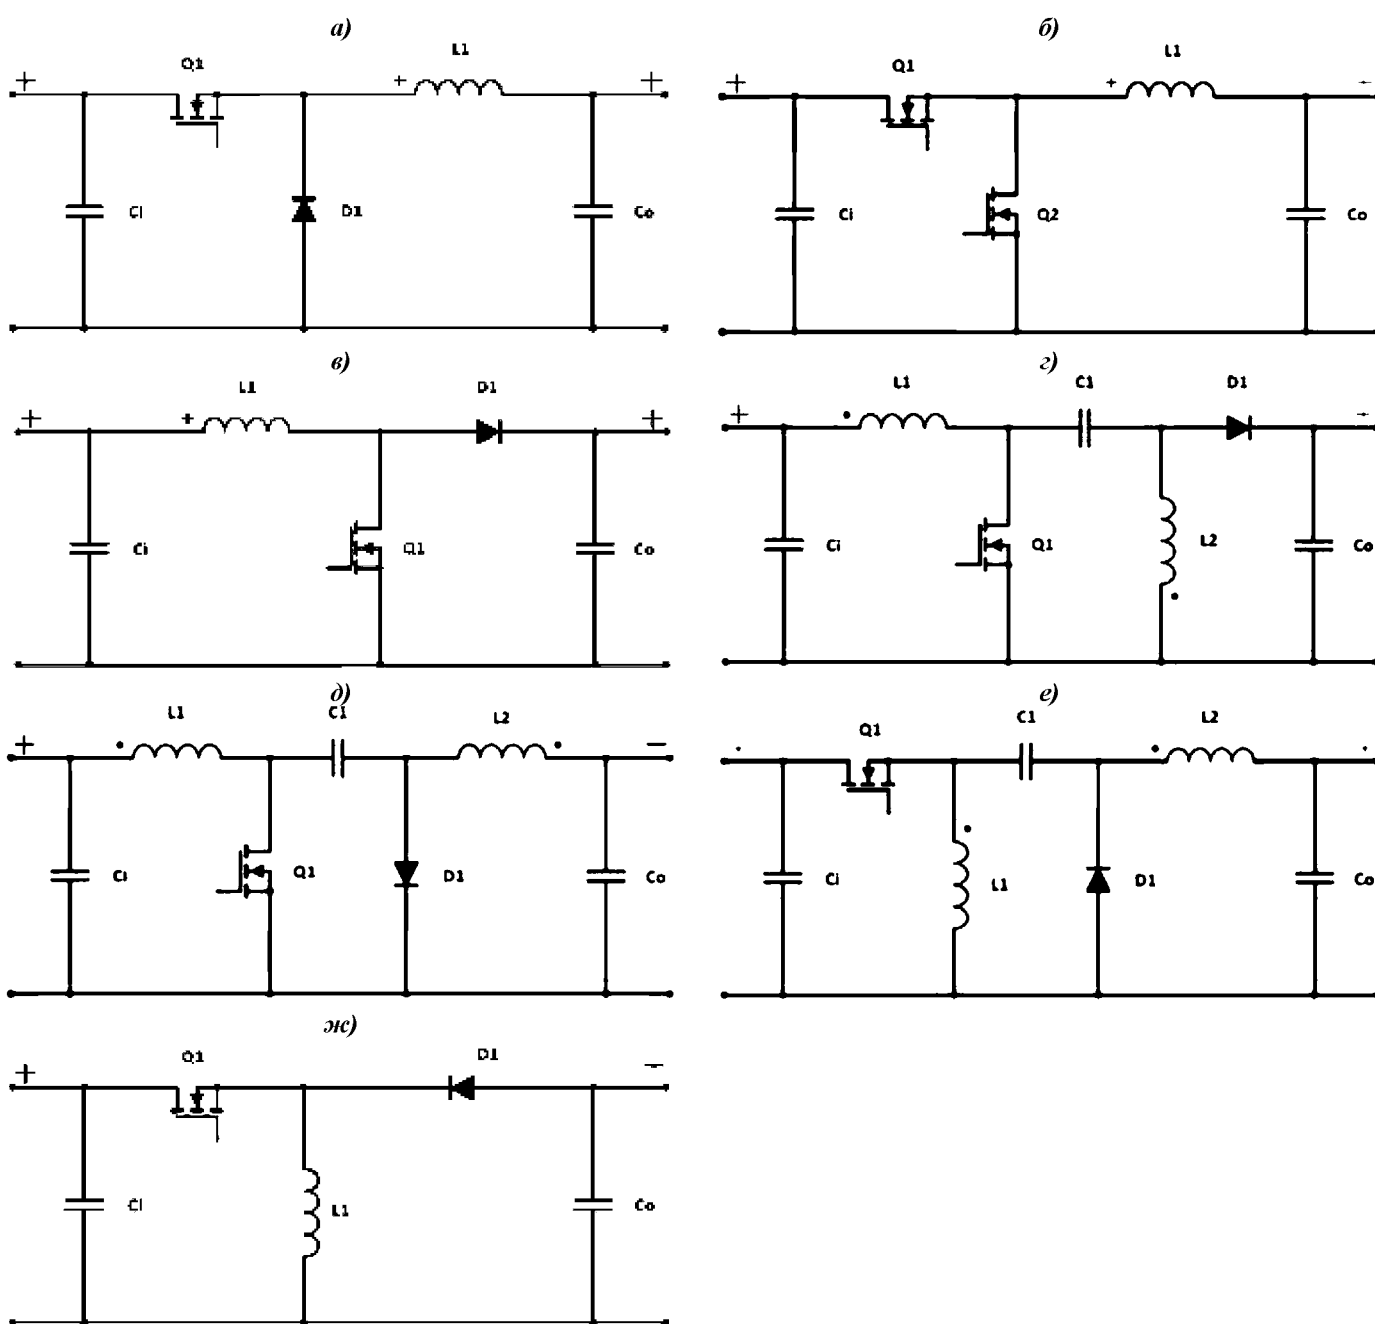 а)
б)
Q1
L1
+
+
+
Ci
D1
Co
Q1
L1
+
+
-
Ci
Q2
Co
в)
г)
L1
D1
+
+
+
Ci
Q1
Co
L1
C1
D1
+
-
Ci
Q1
L2
Co
д)
е)
L1
C1
L2
+
−
Ci
Q1
D1
Co
Q1
C1
L2
Ci
L1
D1
Co
ж)
Q1
D1
+
−
Ci
L1
Co